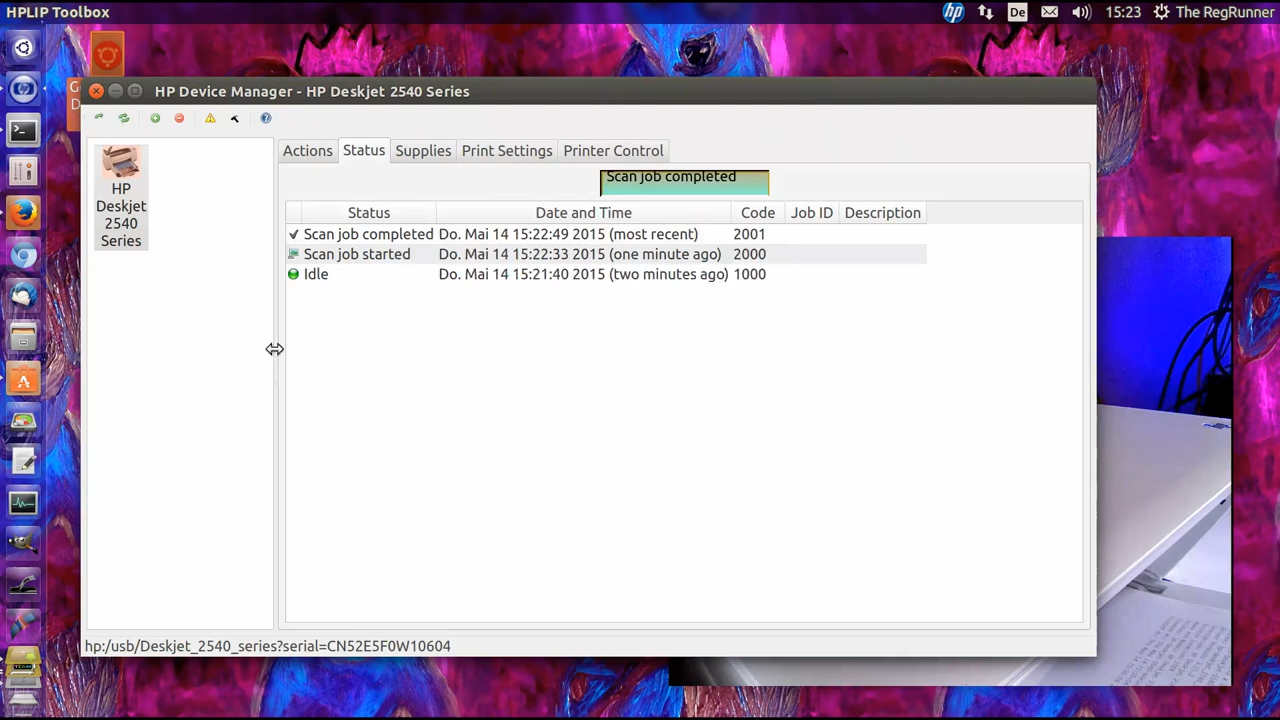 HPLIP Toolbox
hp
De
15:23
The RegRunner
HP Device Manager - HP Deskjet 2540 Series
HP
Deskjet
2540
Series
Actions
Status
Supplies
Print Settings
Printer Control
Scan job completed
Status
Date and Time
Code
Job ID
Description
Scan job completed
Do. Mai 14 15:22:49 2015 (most recent)
2001
Scan job started
Do. Mai 14 15:22:33 2015 (one minute ago)
2000
Idle
Do. Mai 14 15:21:40 2015 (two minutes ago)
1000
hp:/usb/Deskjet_2540_series?serial=CN52E5F0W10604